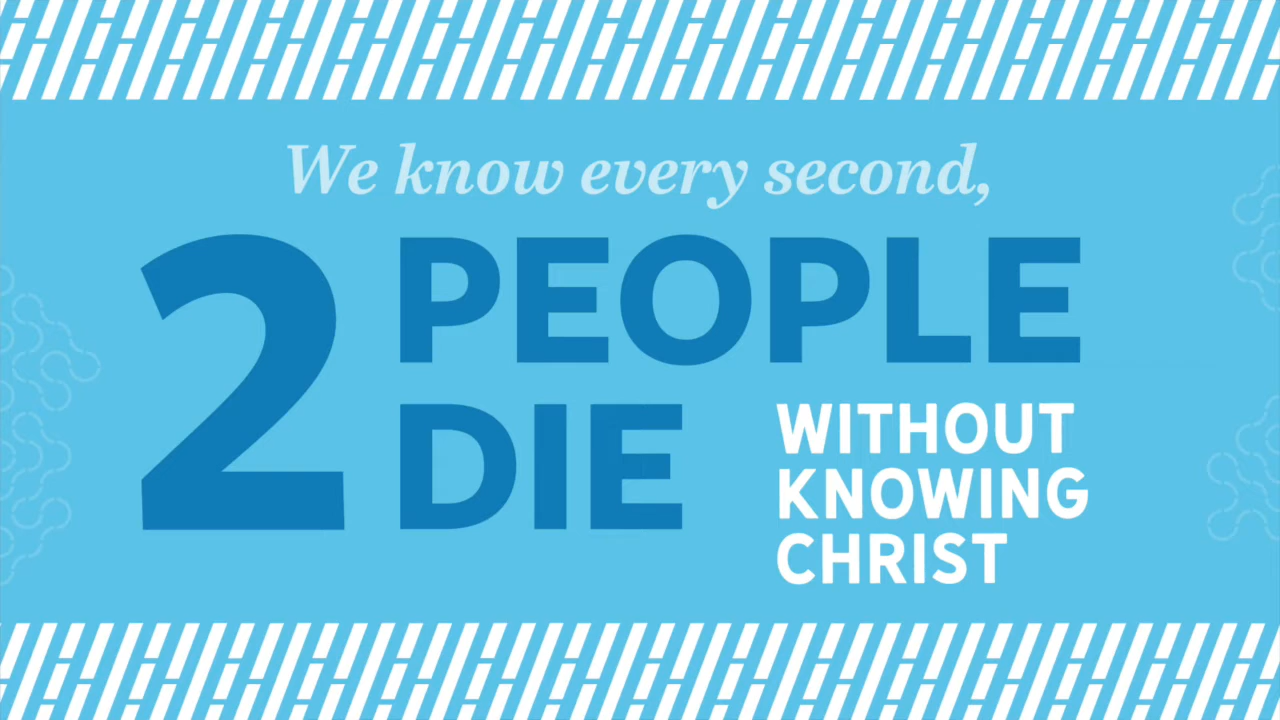 We know every second,
2 PEOPLE
DIE
WITHOUT
KNOWING
CHRIST